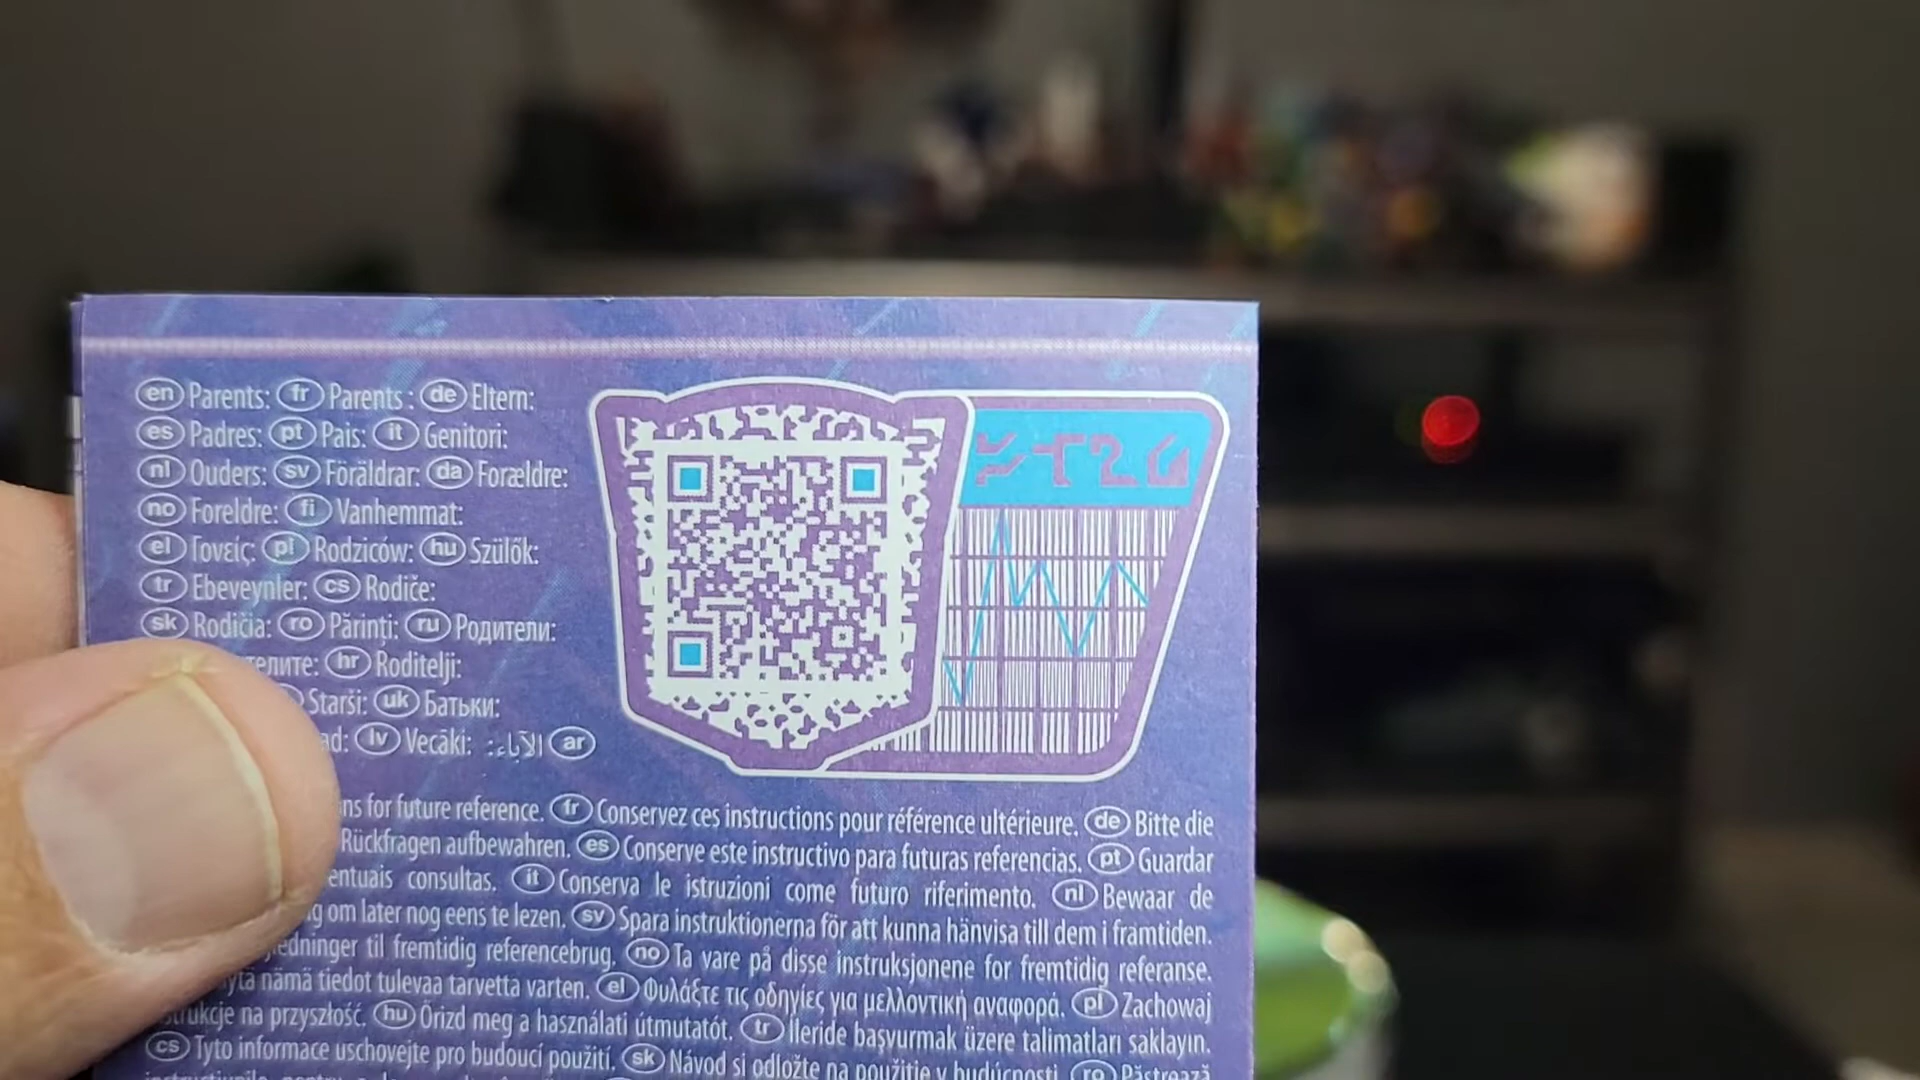 en Parents: fr Parents : de Eltern:
es Padres: pt Pais: it Genitori:
nl Ouders: sv Föräldrar: da Forældre:
no Foreldre: fi Vanhemmat:
el Γονείς: pl Rodziców: hu Szülők:
tr Ebeveynler: cs Rodiče:
sk Rodičia: ro Părinți: ru Родители:
телите: hr Roditelji:
Starši: uk Батьки:
ad: lv Vecāki: الآباء: ar
ns for future reference. fr Conservez ces instructions pour référence ultérieure. de Bitte die
Rückfragen aufbewahren. es Conserve este instructivo para futuras referencias. pt Guardar
entuais consultas. it Conserva le istruzioni come futuro riferimento. nl Bewaar de
g om later nog eens te lezen. sv Spara instruktionerna för att kunna hänvisa till dem i framtiden.
edninger til fremtidig referencebrug. no Ta vare på disse instruksjonene for fremtidig referanse.
ytä nämä tiedot tulevaa tarvetta varten. el Φυλάξτε τις οδηγίες για μελλοντική αναφορά. pl Zachowaj
strukcje na przyszłość. hu Őrizd meg a használati útmutatót. tr İleride başvurmak üzere talimatları saklayın.
cs Tyto informace uschovejte pro budoucí použití. sk Návod si odložte na použitie v budúcnosti. ro Păstrează